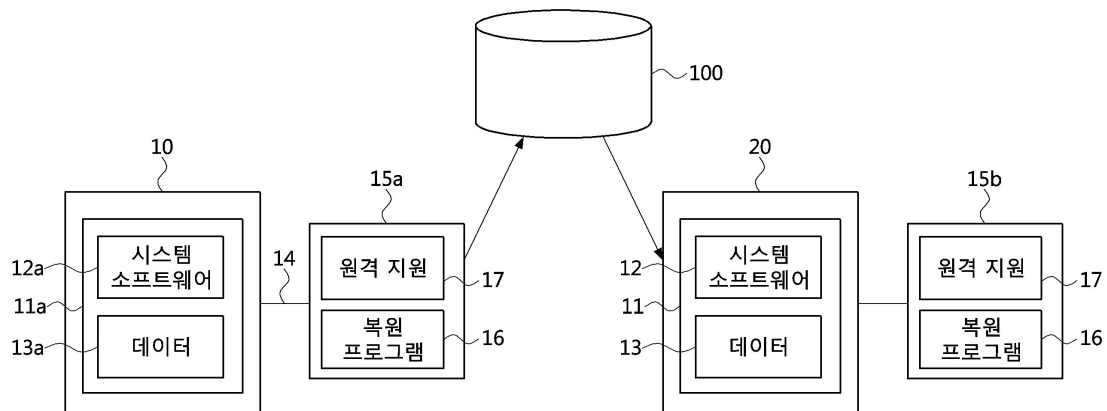 100
10
15a
20
15b
시스템
소프트웨어
12a
14
원격 지원
17
11a
데이터
13a
복원
프로그램
16
시스템
소프트웨어
12
11
데이터
13
원격 지원
17
복원
프로그램
16